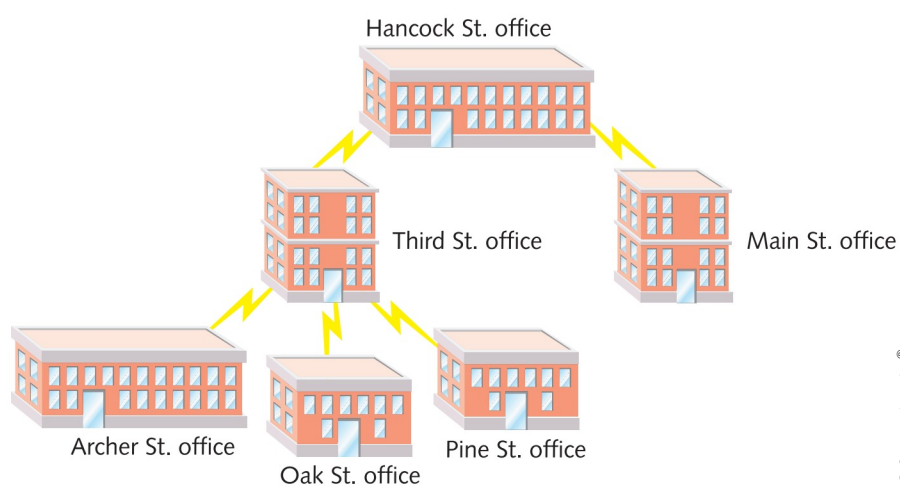 Hancock St. office
Third St. office
Main St. office
Archer St. office
Pine St. office
Oak St. office